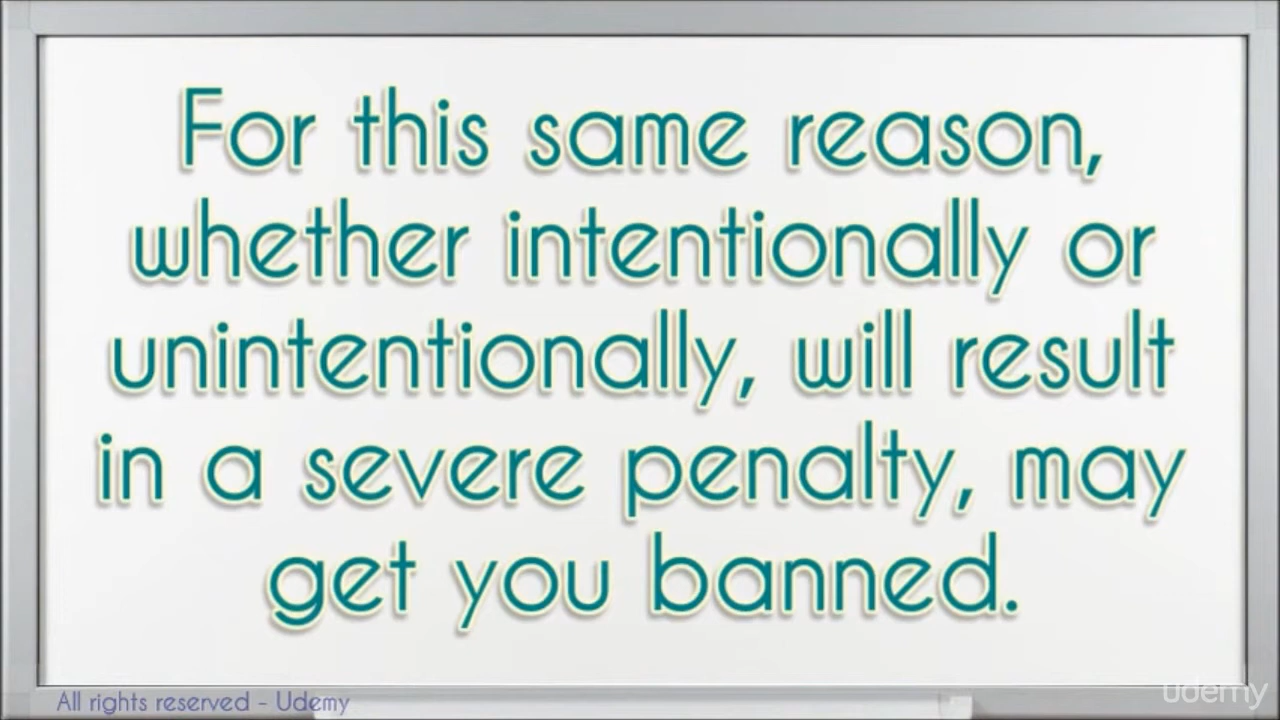 For this same reason,
whether intentionally or
unintentionally, will result
in a severe penalty, may
get you banned.
All rights reserved - Udemy
udemy